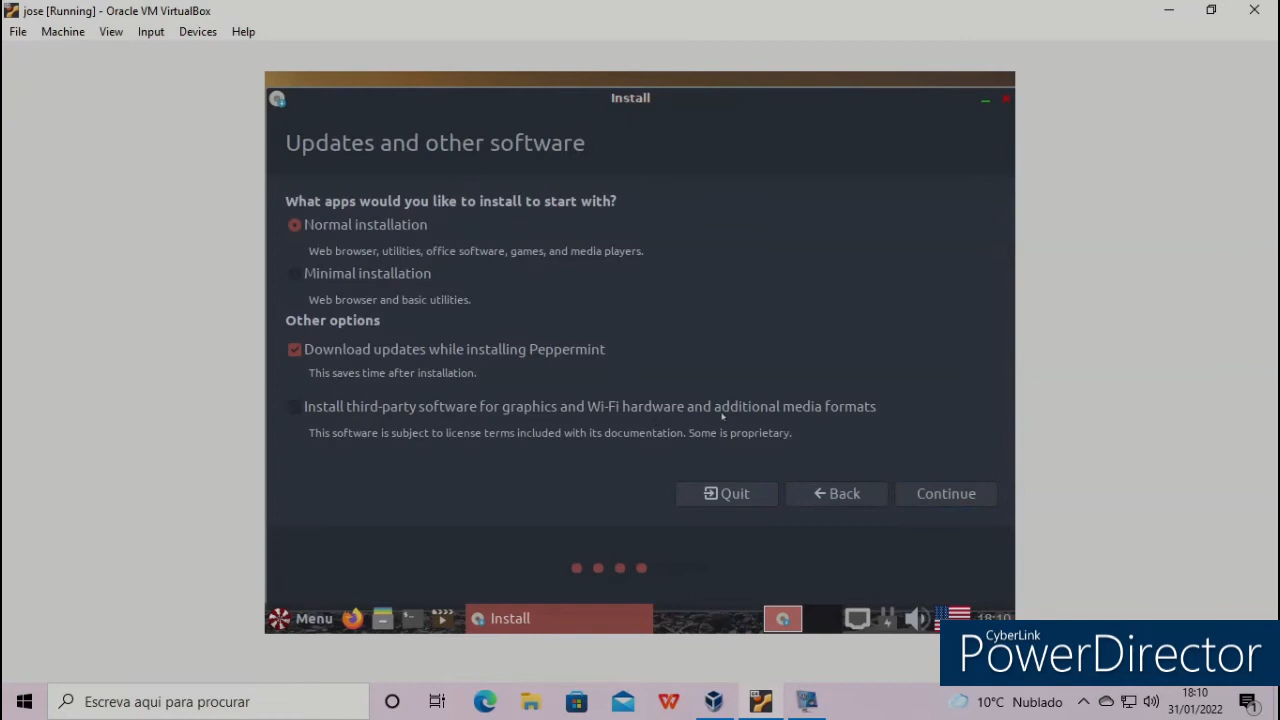 jose [Running] - Oracle VM VirtualBox
File Machine View Input Devices Help
Install
Updates and other software
What apps would you like to install to start with?
Normal installation
Web browser, utilities, office software, games, and media players.
Minimal installation
Web browser and basic utilities.
Other options
Download updates while installing Peppermint
This saves time after installation.
Install third-party software for graphics and Wi-Fi hardware and additional media formats
This software is subject to license terms included with its documentation. Some is proprietary.
Quit Back Continue
Menu Install 18:10
CyberLink
PowerDirector
Escreva aqui para procurar
10°C Nublado
18:10
31/01/2022
1